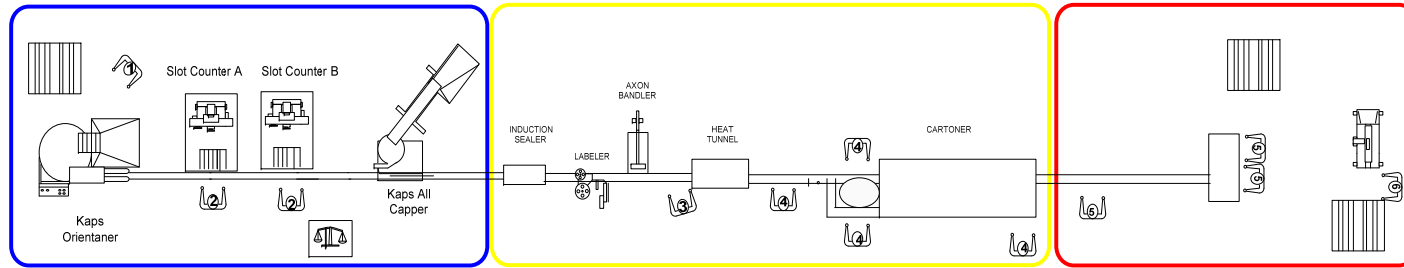 1
Slot Counter A
Slot Counter B
Kaps
Orientaner
2
2
Kaps All
Capper
INDUCTION
SEALER
LABELER
AXON
BANDLER
HEAT
TUNNEL
3
4
4
4
CARTONER
4
5
5
5
6